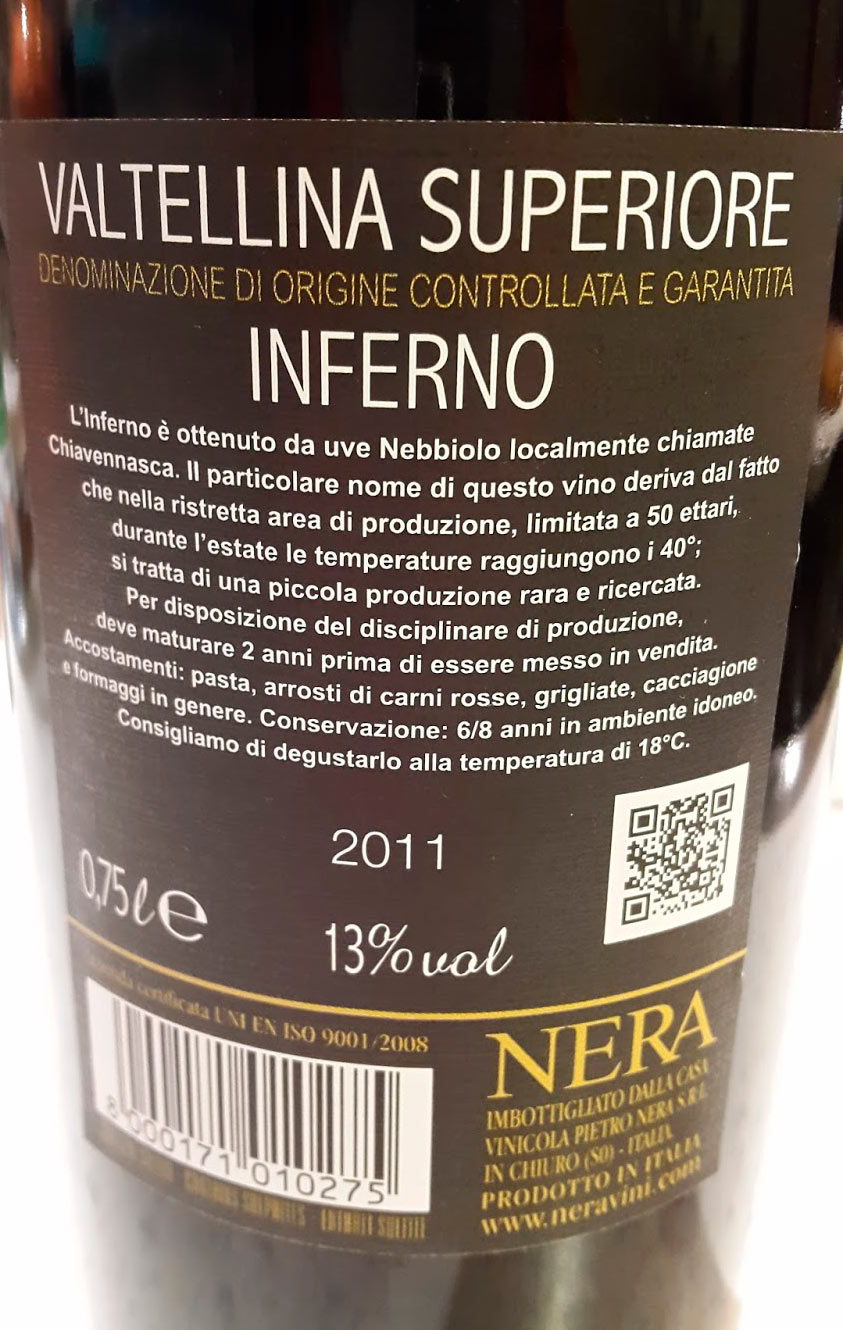 VALTELLINA SUPERIORE
DENOMINAZIONE DI ORIGINE CONTROLLATA E GARANTITA
INFERNO
L'Inferno è ottenuto da uve Nebbiolo localmente chiamate
Chiavennasca. Il particolare nome di questo vino deriva dal fatto
che nella ristretta area di produzione, limitata a 50 ettari,
durante l'estate le temperature raggiungono i 40°;
si tratta di una piccola produzione rara e ricercata.
Per disposizione del disciplinare di produzione,
deve maturare 2 anni prima di essere messo in vendita.
Accostamenti: pasta, arrosti di carni rosse, grigliate, cacciagione
e formaggi in genere. Conservazione: 6/8 anni in ambiente idoneo.
Consigliamo di degustarlo alla temperatura di 18°C.
2011
0,75 l e
13% vol
certificata UNI EN ISO 9001/2008
8 000171 010275
NERA
IMBOTTIGLIATO DALLA CASA
VINICOLA PIETRO NERA S.R.L
IN CHIURO (SO) - ITALIA
PRODOTTO IN ITALIA
www.neravini.com